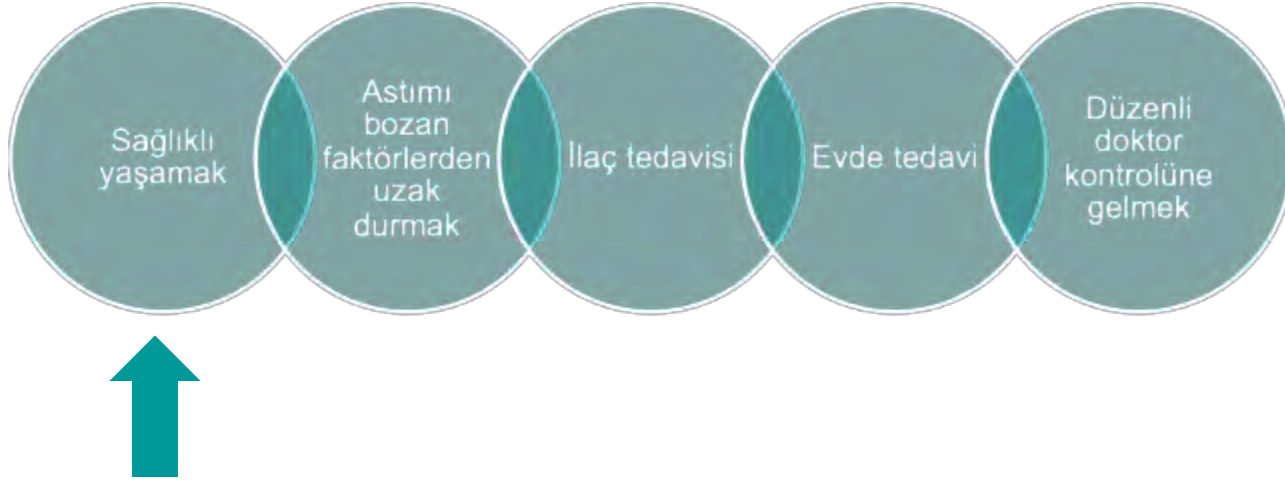 Sağlıklı
yaşamak
Astımı
bozan
faktörlerden
uzak
durmak
İlaç tedavisi
Evde tedavi
Düzenli
doktor
kontrolüne
gelmek